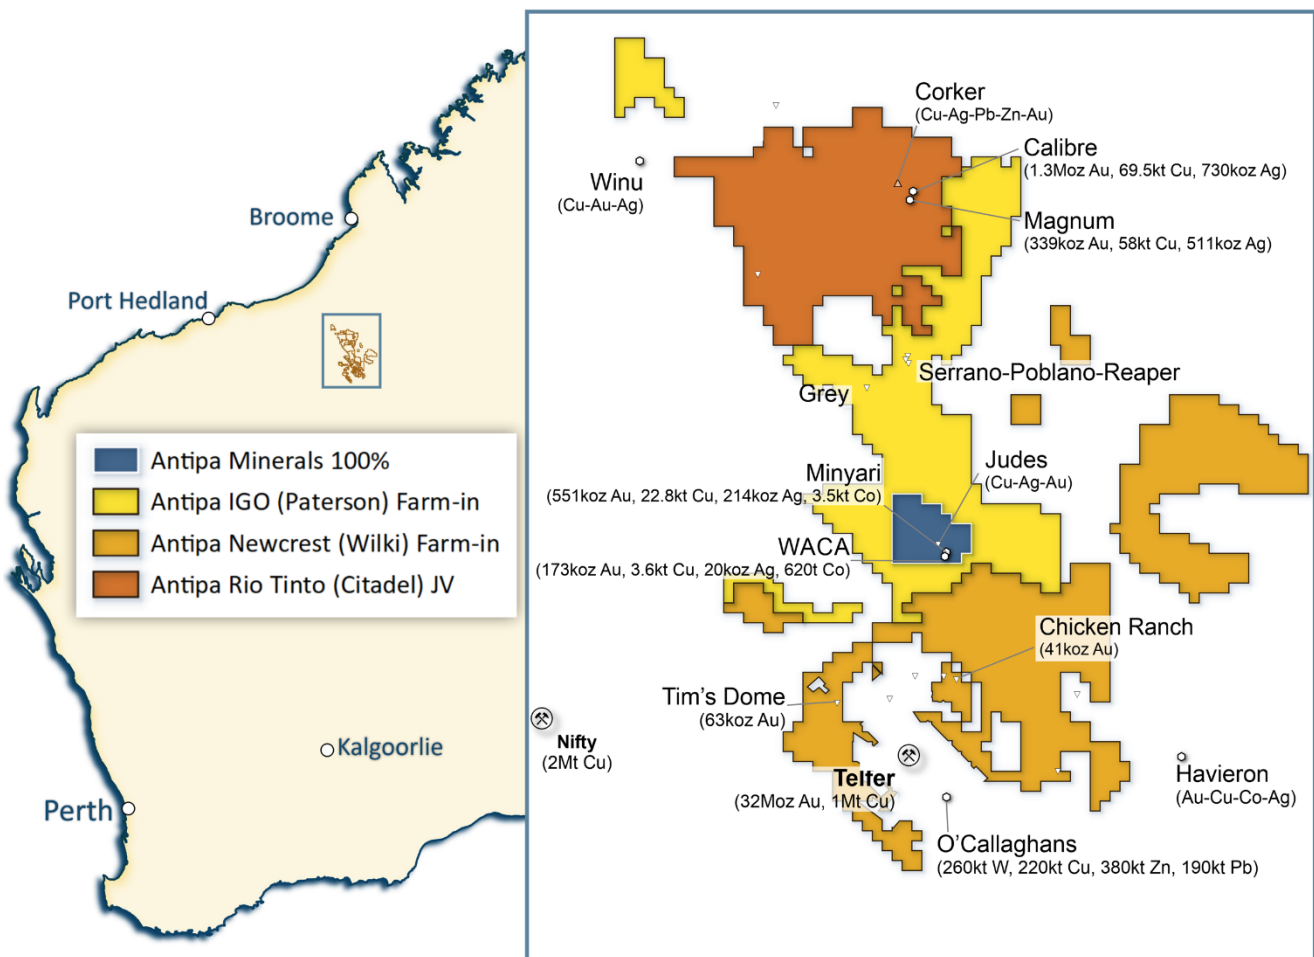 Broome
Port Hedland
Kalgoorlie
Perth
Antipa Minerals 100%
Antipa IGO (Paterson) Farm-in
Antipa Newcrest (Wilki) Farm-in
Antipa Rio Tinto (Citadel) JV
Corker
(Cu-Ag-Pb-Zn-Au)
Calibre
(1.3Moz Au, 69.5kt Cu, 730koz Ag)
Winu
(Cu-Au-Ag)
Magnum
(339koz Au, 58kt Cu, 511koz Ag)
Serrano-Poblano-Reaper
Grey
Minyari
(551koz Au, 22.8kt Cu, 214koz Ag, 3.5kt Co)
Judes
(Cu-Ag-Au)
WACA
(173koz Au, 3.6kt Cu, 20koz Ag, 620t Co)
Chicken Ranch
(41koz Au)
Tim's Dome
(63koz Au)
Nifty
(2Mt Cu)
Telfer
(32Moz Au, 1Mt Cu)
Havieron
(Au-Cu-Co-Ag)
O'Callaghans
(260kt W, 220kt Cu, 380kt Zn, 190kt Pb)